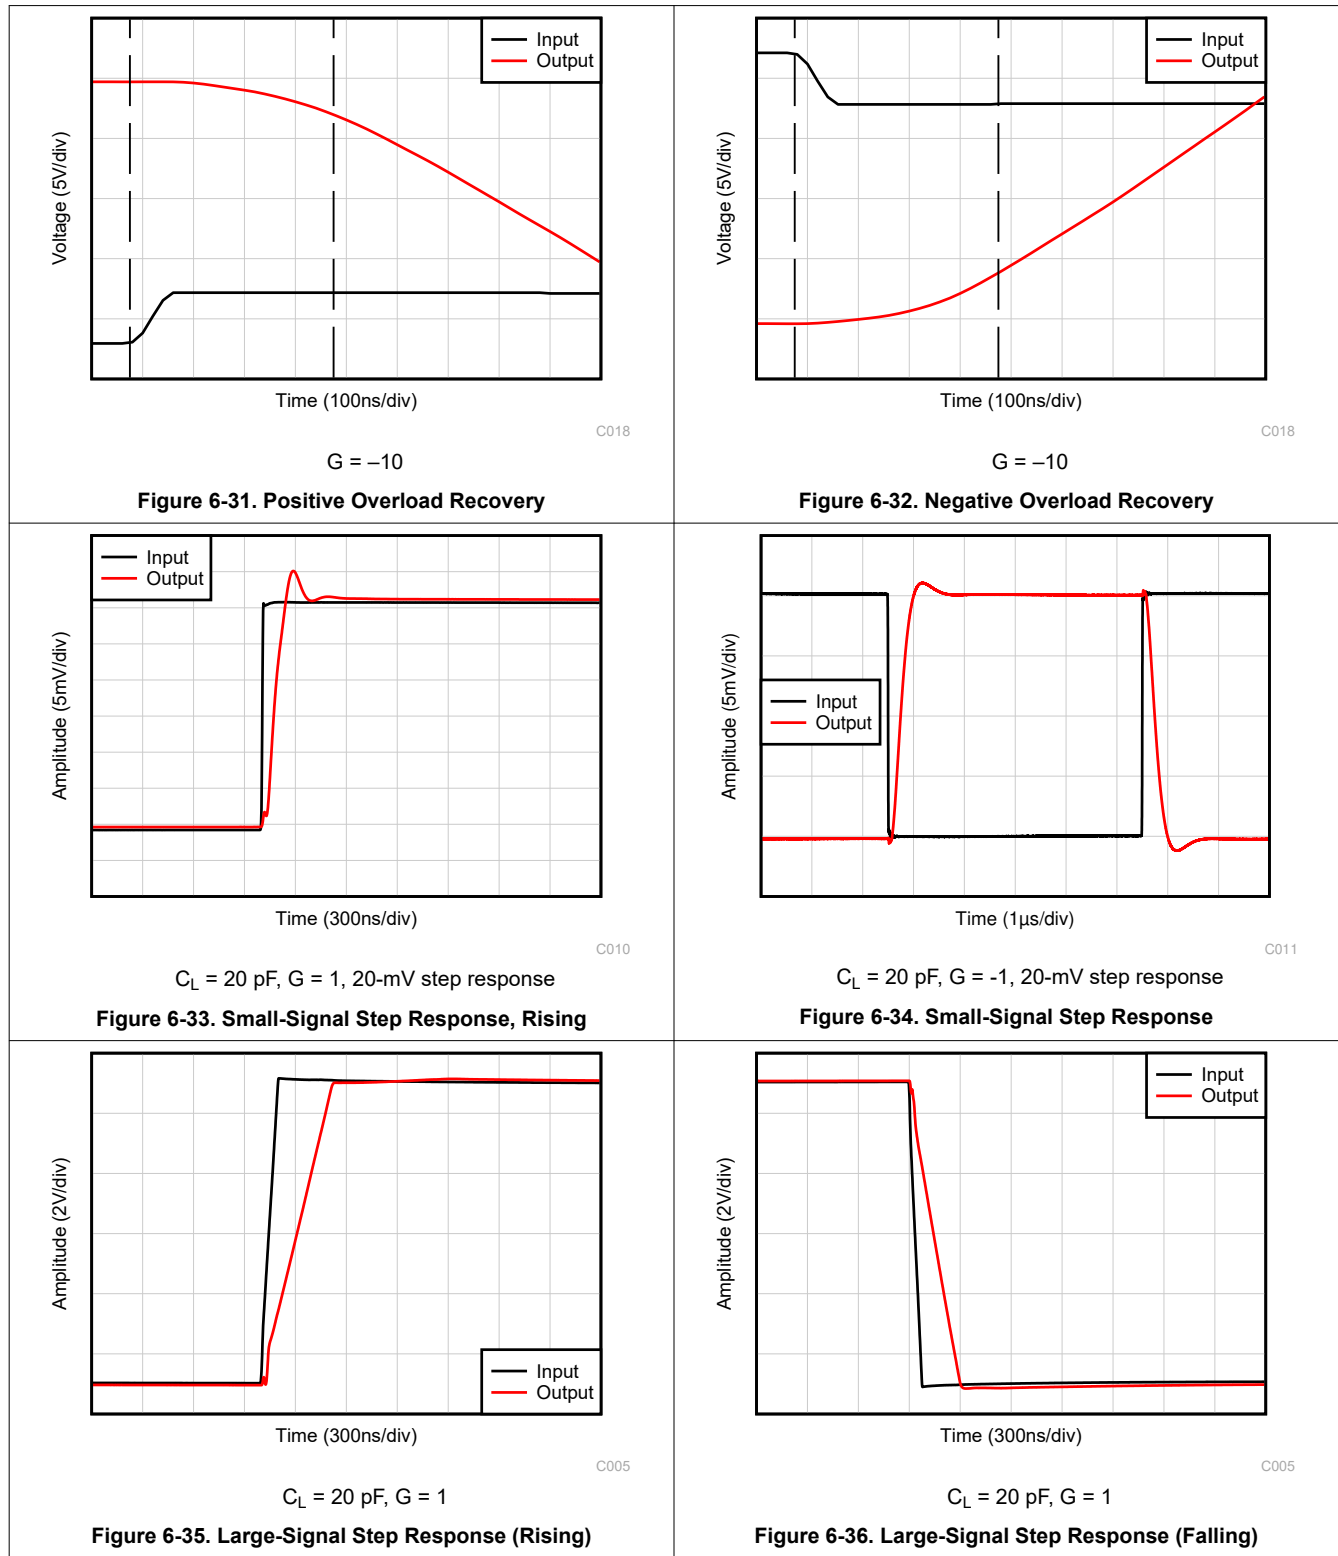 Input
Output
Voltage (5V/div)
Time (100ns/div)
C018
G = –10
Figure 6-31. Positive Overload Recovery
Input
Output
Voltage (5V/div)
Time (100ns/div)
C018
G = –10
Figure 6-32. Negative Overload Recovery
Input
Output
Amplitude (5mV/div)
Time (300ns/div)
C010
CL = 20 pF, G = 1, 20-mV step response
Figure 6-33. Small-Signal Step Response, Rising
Input
Output
Amplitude (5mV/div)
Time (1µs/div)
C011
CL = 20 pF, G = -1, 20-mV step response
Figure 6-34. Small-Signal Step Response
Input
Output
Amplitude (2V/div)
Time (300ns/div)
C005
CL = 20 pF, G = 1
Figure 6-35. Large-Signal Step Response (Rising)
Input
Output
Amplitude (2V/div)
Time (300ns/div)
C005
CL = 20 pF, G = 1
Figure 6-36. Large-Signal Step Response (Falling)